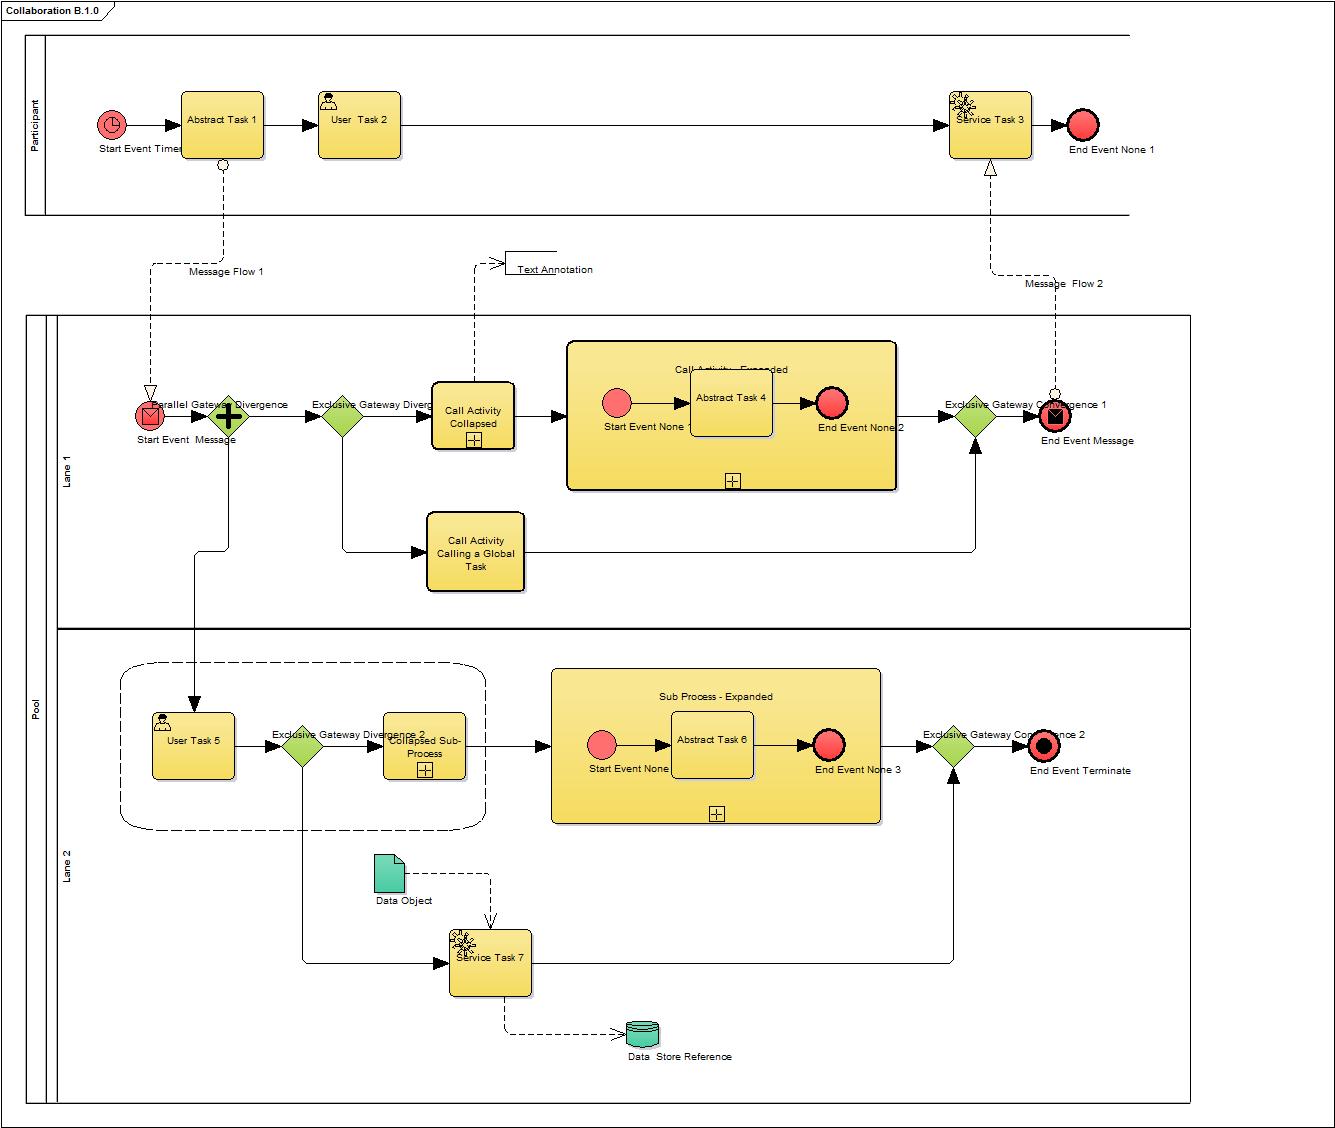 Collaboration B.1.0
Participant
Start Event Timer
Abstract Task 1
User  Task 2
Service Task 3
End Event None 1
Message Flow 1
Text Annotation
Message  Flow 2
Pool
Lane 1
Start Event  Message
Parallel Gateway Divergence
Exclusive Gateway Diverg
Call Activity
Collapsed
Call Activity - Expanded
Start Event None
Abstract Task 4
End Event None 2
Exclusive Gateway Convergence 1
End Event Message
Call Activity
Calling a Global
Task
Lane 2
User Task 5
Exclusive Gateway Divergence 2
Collapsed Sub-
Process
Sub Process - Expanded
Start Event None
Abstract Task 6
End Event None 3
Exclusive Gateway Convergence 2
End Event Terminate
Data Object
Service Task 7
Data  Store Reference